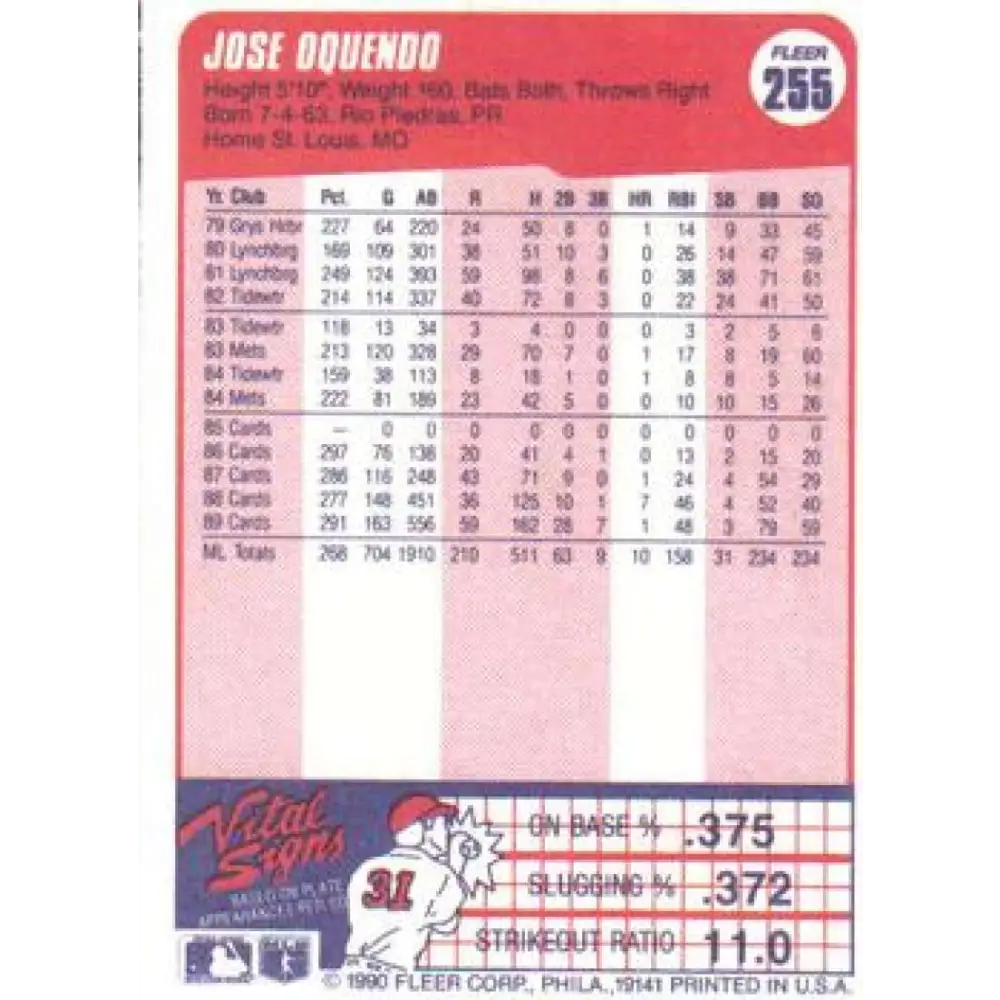 JOSE OQUENDO
FLEER
255
Height 5'10", Weight 160, Bats Both, Throws Right
Born 7-4-63, Rio Piedras, PR
Home St. Louis, MO
Yr. Club Pct. G AB R H 2B 3B HR RBI SB BB SO
79 Grys Hrbr 227 64 220 24 50 8 0 1 14 9 33 45
80 Lynchbrg 169 109 301 38 51 10 3 0 26 14 47 59
81 Lynchbrg 249 124 393 59 98 8 6 0 38 38 71 61
82 Tidewtr 214 114 337 40 72 8 3 0 22 24 41 50
83 Tidewtr 118 13 34 3 4 0 0 0 3 2 5 6
83 Mets 213 120 328 29 70 7 0 1 17 8 19 60
84 Tidewtr 159 38 113 8 18 1 0 1 8 8 5 14
84 Mets 222 81 189 23 42 5 0 0 10 10 15 26
85 Cards – 0 0 0 0 0 0 0 0 0 0 0
86 Cards 297 76 138 20 41 4 1 0 13 2 15 20
87 Cards 286 116 248 43 71 9 0 1 24 4 54 29
88 Cards 277 148 451 36 125 10 1 7 46 4 52 40
89 Cards 291 163 556 59 162 28 7 1 48 3 79 59
ML Totals 268 704 1910 210 511 63 9 10 158 31 234 234
Vital Signs
BASED ON PLATE
APPEARANCES
31
ON BASE % .375
SLUGGING % .372
STRIKEOUT RATIO 11.0
© 1990 FLEER CORP., PHILA., 19141 PRINTED IN U.S.A.